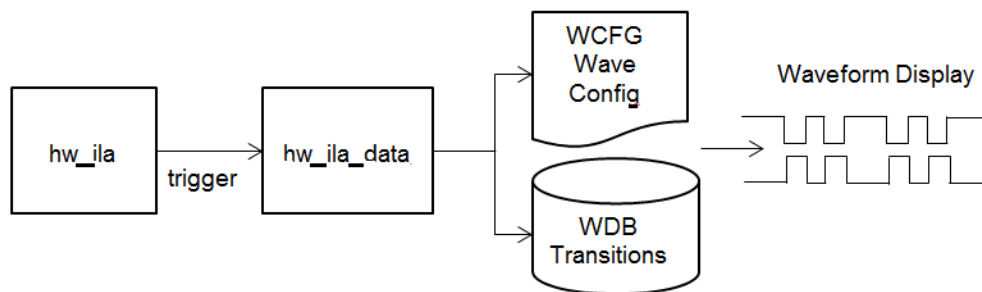 hw_ila
trigger
hw_ila_data
WCFG
Wave
Config
WDB
Transitions
Waveform Display